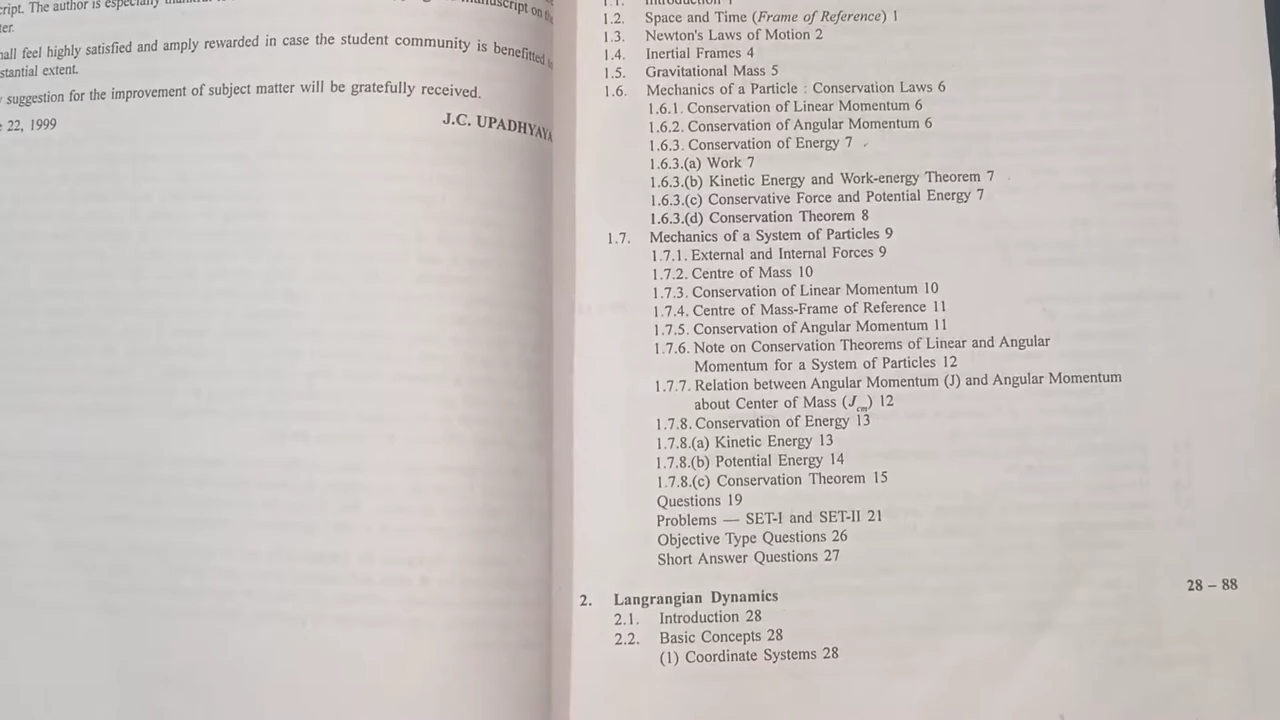 cript. The author is especially
nuscript on the
ter.
hall feel highly satisfied and amply rewarded in case the student community is benefitted
stantial extent.
suggestion for the improvement of subject matter will be gratefully received.
22, 1999
J.C. UPADHYAYA
1.1. Introduction 1
1.2. Space and Time (Frame of Reference) 1
1.3. Newton's Laws of Motion 2
1.4. Inertial Frames 4
1.5. Gravitational Mass 5
1.6. Mechanics of a Particle : Conservation Laws 6
1.6.1. Conservation of Linear Momentum 6
1.6.2. Conservation of Angular Momentum 6
1.6.3. Conservation of Energy 7
1.6.3.(a) Work 7
1.6.3.(b) Kinetic Energy and Work-energy Theorem 7
1.6.3.(c) Conservative Force and Potential Energy 7
1.6.3.(d) Conservation Theorem 8
1.7. Mechanics of a System of Particles 9
1.7.1. External and Internal Forces 9
1.7.2. Centre of Mass 10
1.7.3. Conservation of Linear Momentum 10
1.7.4. Centre of Mass-Frame of Reference 11
1.7.5. Conservation of Angular Momentum 11
1.7.6. Note on Conservation Theorems of Linear and Angular
Momentum for a System of Particles 12
1.7.7. Relation between Angular Momentum (J) and Angular Momentum
about Center of Mass (J_cm) 12
1.7.8. Conservation of Energy 13
1.7.8.(a) Kinetic Energy 13
1.7.8.(b) Potential Energy 14
1.7.8.(c) Conservation Theorem 15
Questions 19
Problems — SET-I and SET-II 21
Objective Type Questions 26
Short Answer Questions 27
2. Langrangian Dynamics 28 – 88
2.1. Introduction 28
2.2. Basic Concepts 28
(1) Coordinate Systems 28